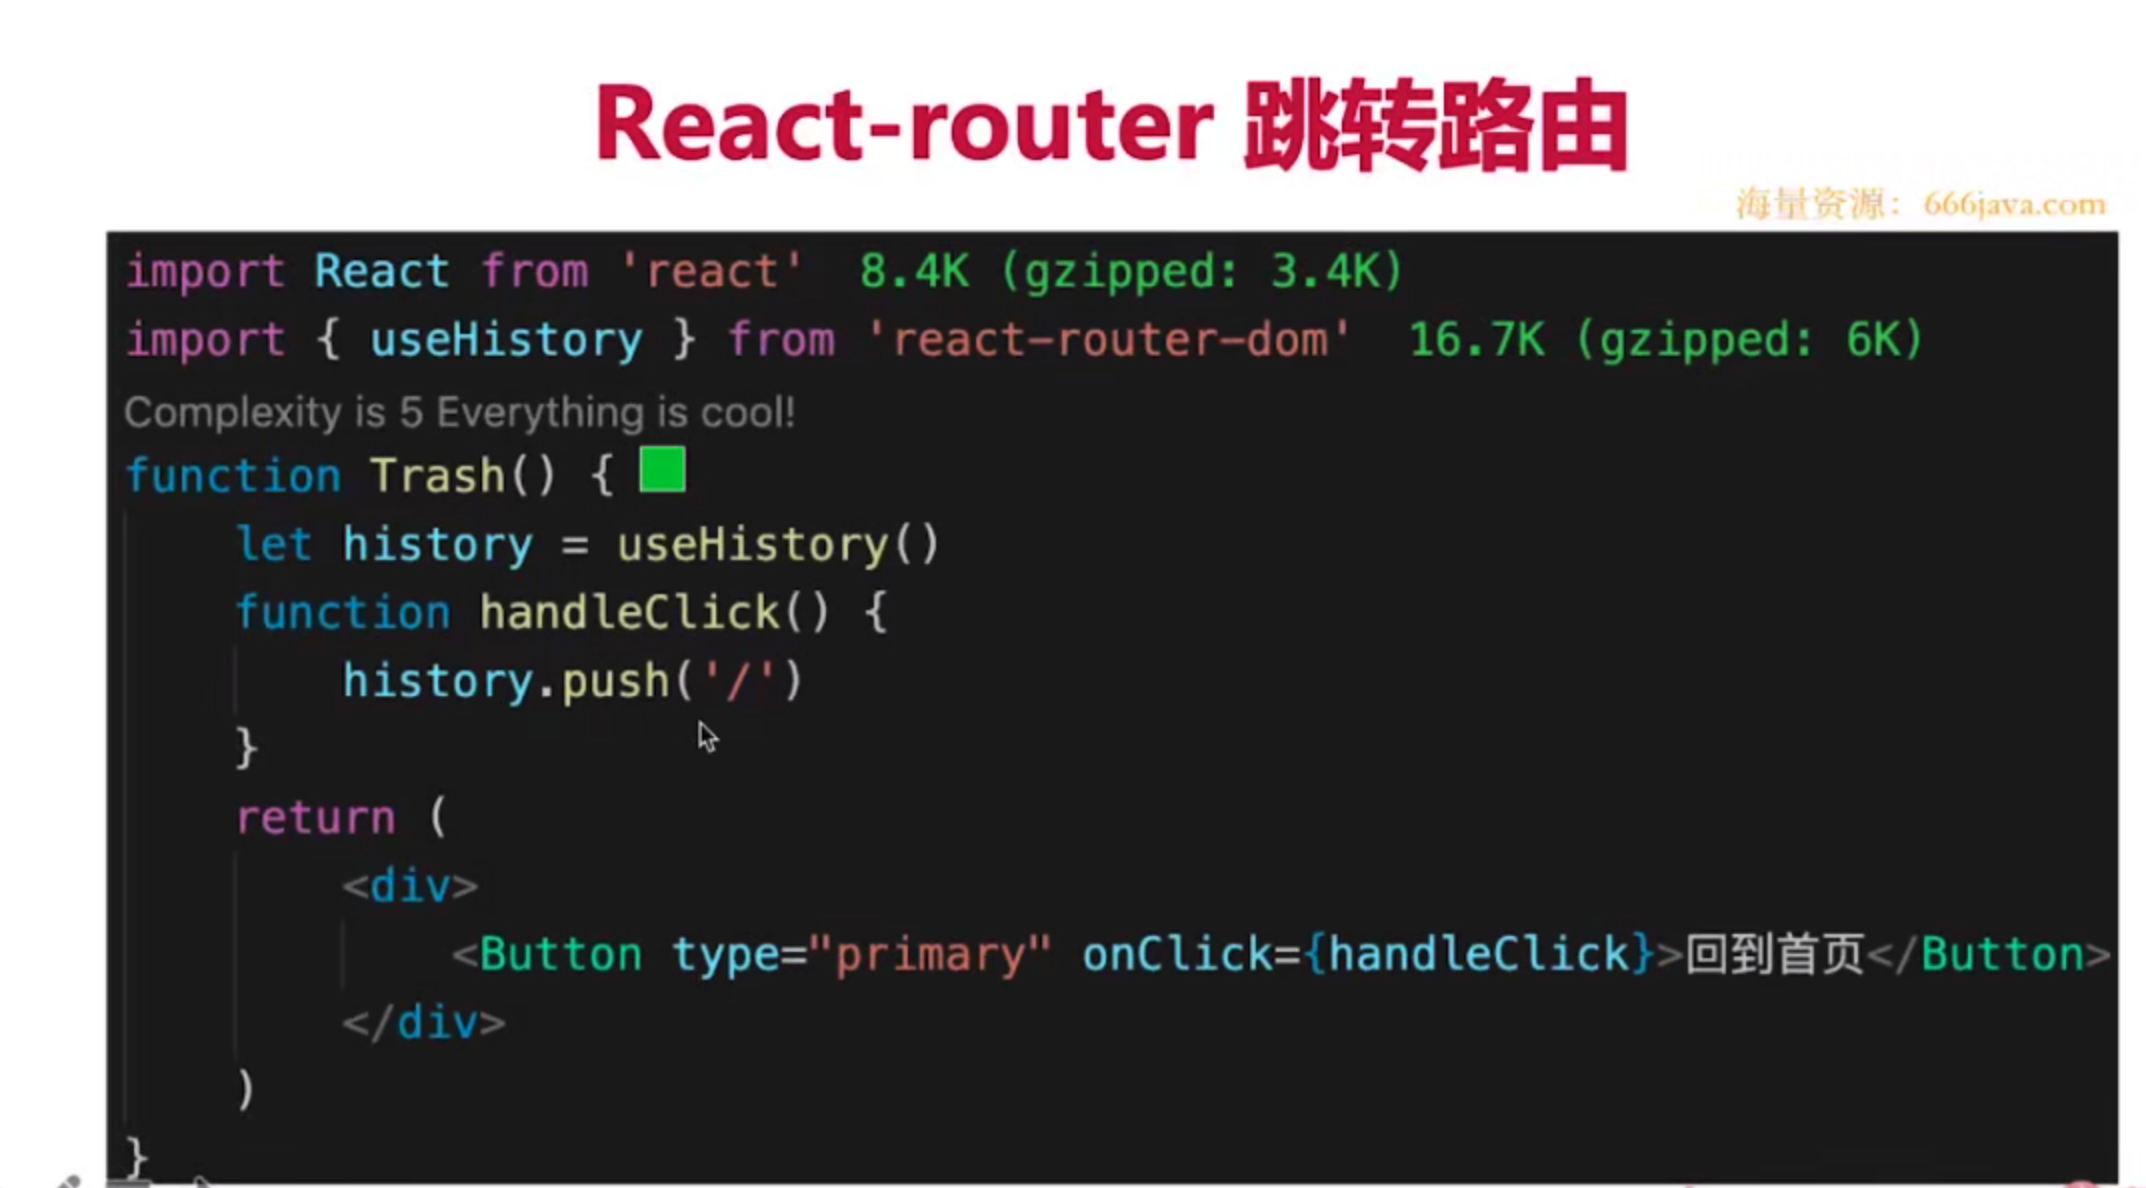 React-router 跳转路由
海量资源：666java.com
import React from 'react' 8.4K (gzipped: 3.4K)
import { useHistory } from 'react-router-dom' 16.7K (gzipped: 6K)
Complexity is 5 Everything is cool!
function Trash() {
let history = useHistory()
function handleClick() {
history.push('/')
}
return (
<div>
<Button type="primary" onClick={handleClick}>回到首页</Button>
</div>
)
}